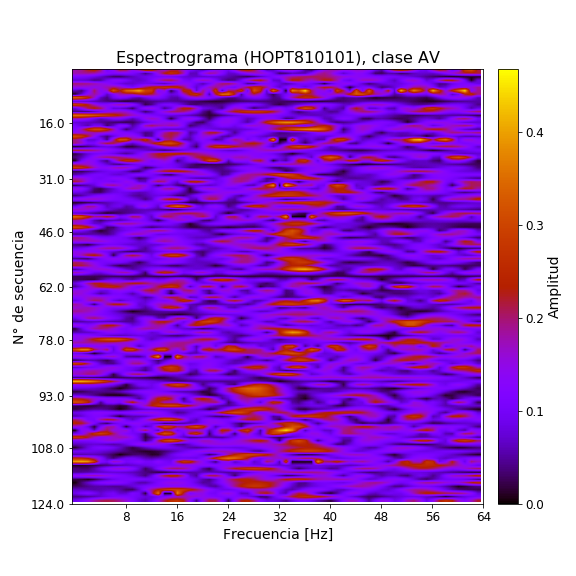 Espectrograma (HOPT810101), clase AV
N° de secuencia
16.0
31.0
46.0
62.0
78.0
93.0
108.0
124.0
8 16 24 32 40 48 56 64
Frecuencia [Hz]
0.4
0.3
0.2
0.1
0.0
Amplitud